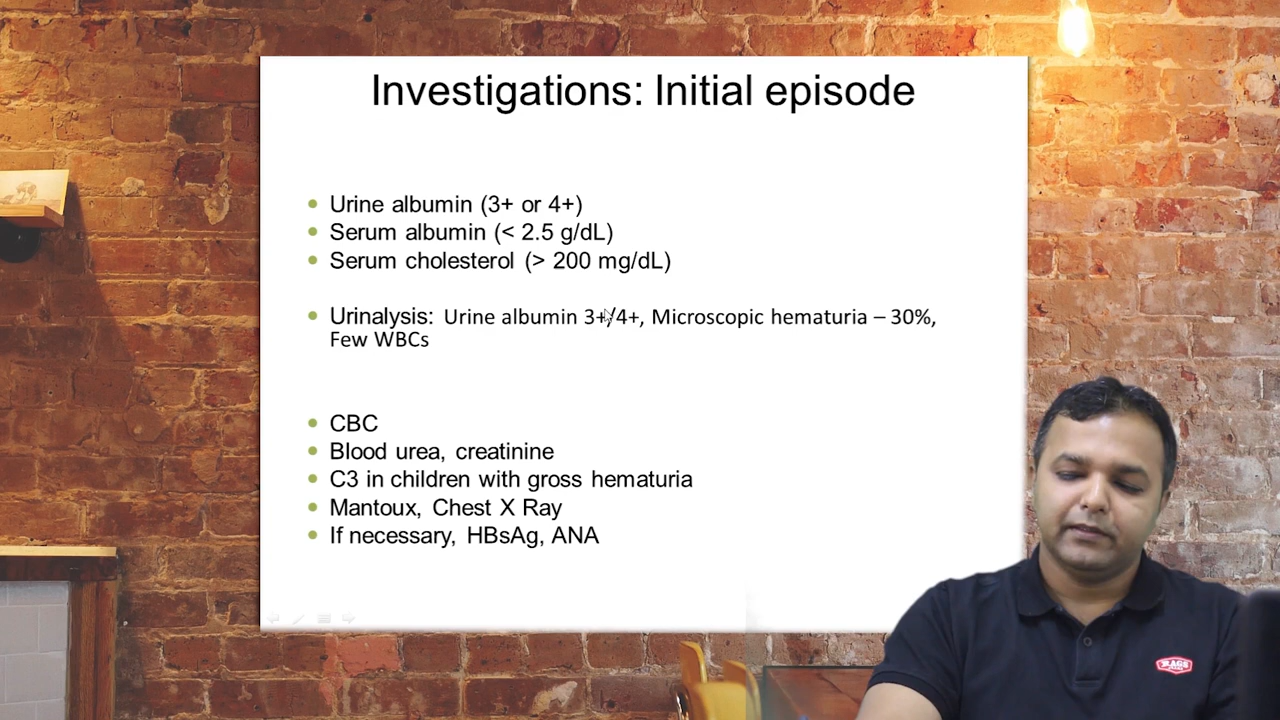 Investigations: Initial episode
Urine albumin (3+ or 4+)
Serum albumin (< 2.5 g/dL)
Serum cholesterol (> 200 mg/dL)
Urinalysis: Urine albumin 3+/4+, Microscopic hematuria – 30%,
Few WBCs
CBC
Blood urea, creatinine
C3 in children with gross hematuria
Mantoux, Chest X Ray
If necessary, HBsAg, ANA
RAGS